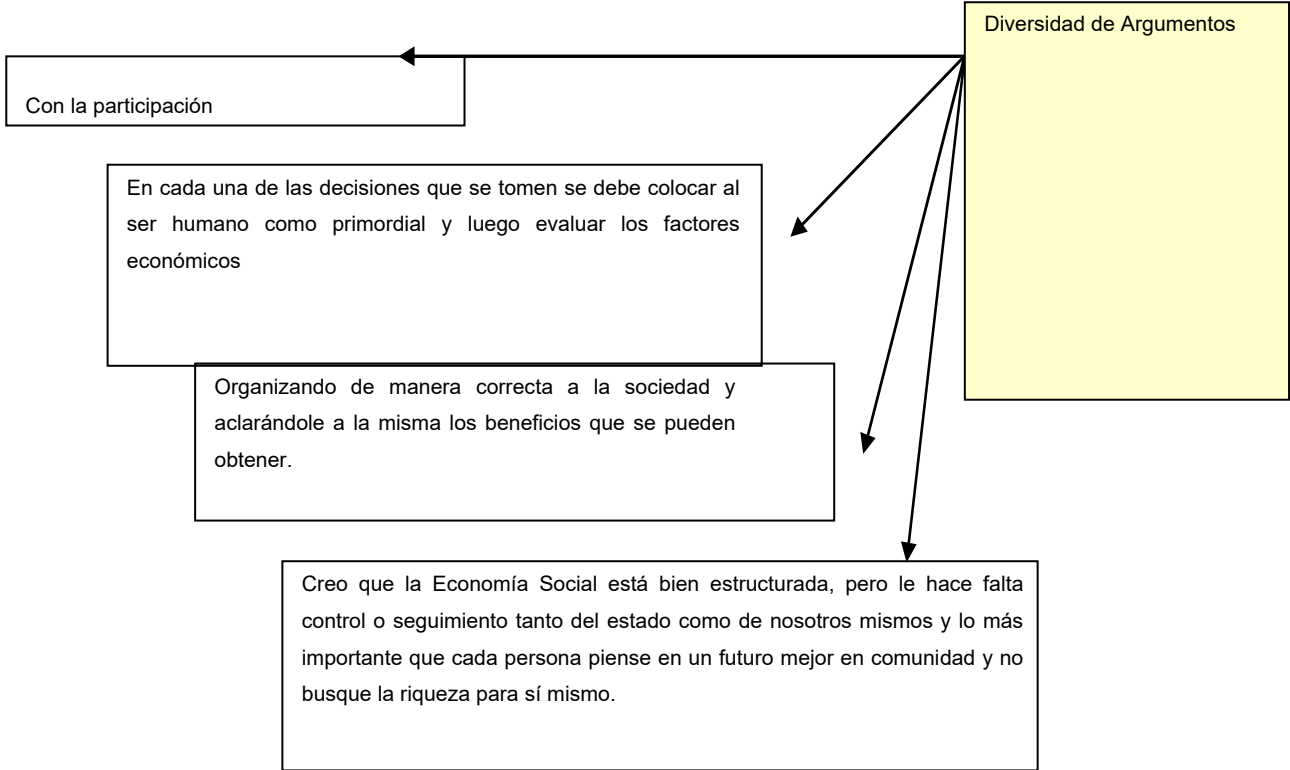 Diversidad de Argumentos
Con la participación
En cada una de las decisiones que se tomen se debe colocar al
ser humano como primordial y luego evaluar los factores
económicos
Organizando de manera correcta a la sociedad y
aclarándole a la misma los beneficios que se pueden
obtener.
Creo que la Economía Social está bien estructurada, pero le hace falta
control o seguimiento tanto del estado como de nosotros mismos y lo más
importante que cada persona piense en un futuro mejor en comunidad y no
busque la riqueza para sí mismo.